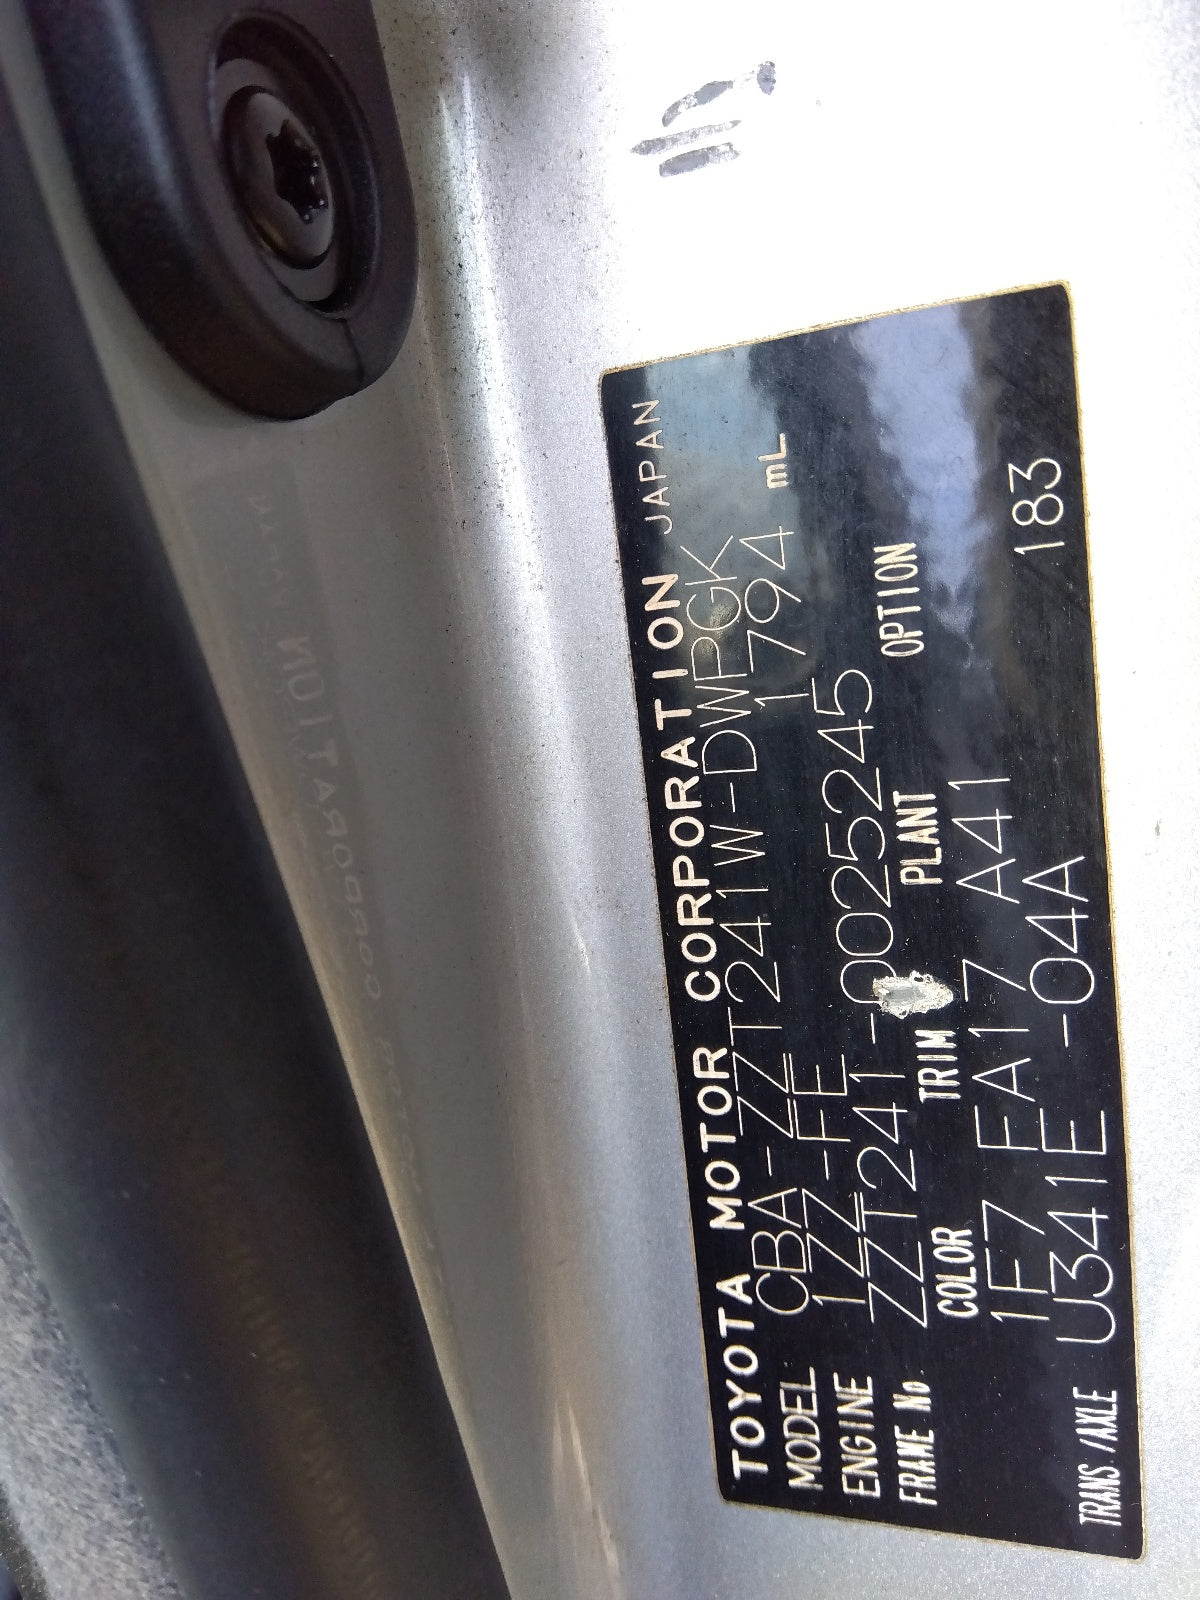 TOYOTA MOTOR CORPORATION JAPAN
MODEL CBA-ZZT241W-DWPGK
ENGINE 1ZZ-FE 1794 mL
FRAME No. ZZT241-0025245
COLOR TRIM PLANT OPTION
1F7 FA17 A41
TRANS./AXLE U341E -04A 183